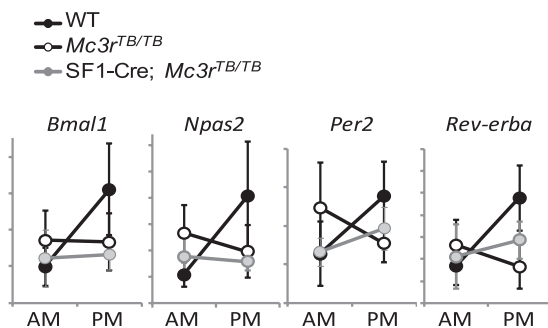 WT
Mc3rTB/TB
SF1-Cre; Mc3rTB/TB
Bmal1 Npas2 Per2 Rev-erba
AM PM AM PM AM PM AM PM